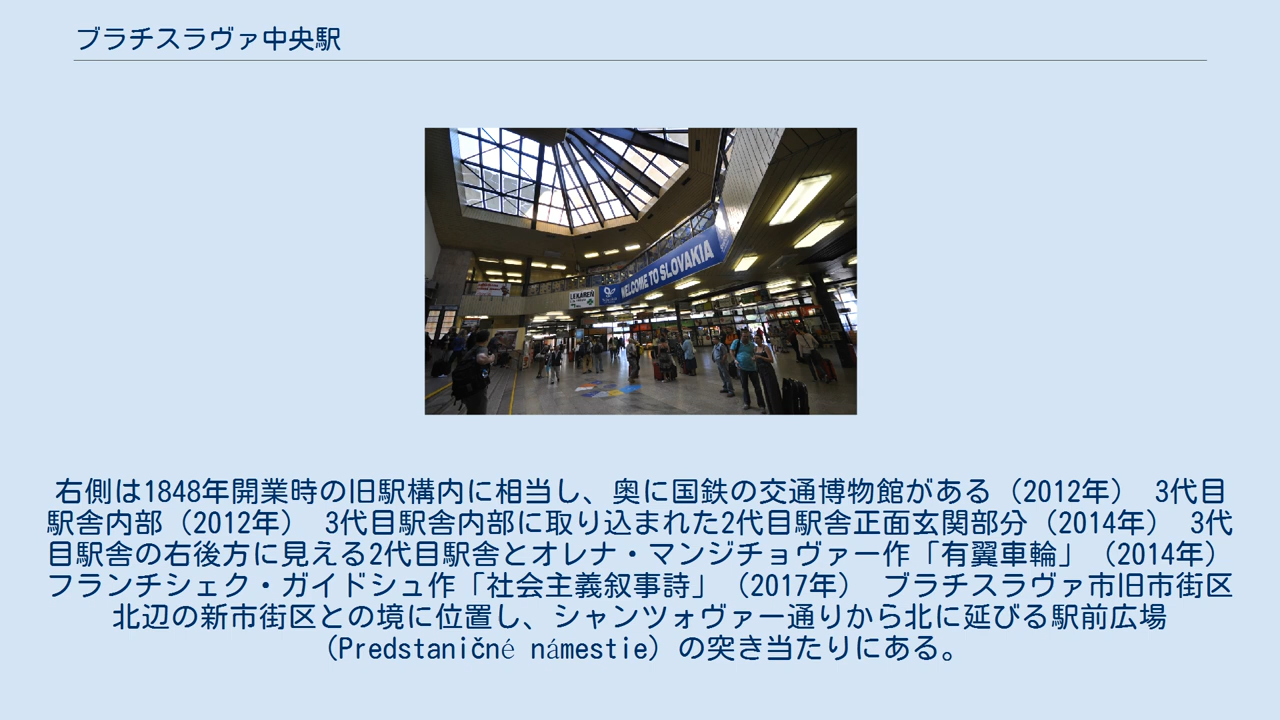 ブラチスラヴァ中央駅
WELCOME TO SLOVAKIA
LEKÁREŇ
右側は1848年開業時の旧駅構内に相当し、奥に国鉄の交通博物館がある（2012年） 3代目
駅舎内部（2012年） 3代目駅舎内部に取り込まれた2代目駅舎正面玄関部分（2014年） 3代
目駅舎の右後方に見える2代目駅舎とオレナ・マンジチョヴァー作「有翼車輪」（2014年）
フランチシェク・ガイドシュ作「社会主義叙事詩」（2017年） ブラチスラヴァ市旧市街区
北辺の新市街区との境に位置し、シャンツォヴァー通りから北に延びる駅前広場
（Predstaničné námestie）の突き当たりにある。